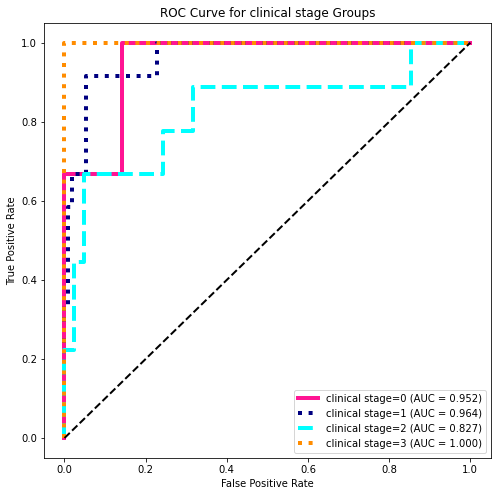 ROC Curve for clinical stage Groups
True Positive Rate
1.0
0.8
0.6
0.4
0.2
0.0
clinical stage=0 (AUC = 0.952)
clinical stage=1 (AUC = 0.964)
clinical stage=2 (AUC = 0.827)
clinical stage=3 (AUC = 1.000)
0.0 0.2 0.4 0.6 0.8 1.0
False Positive Rate